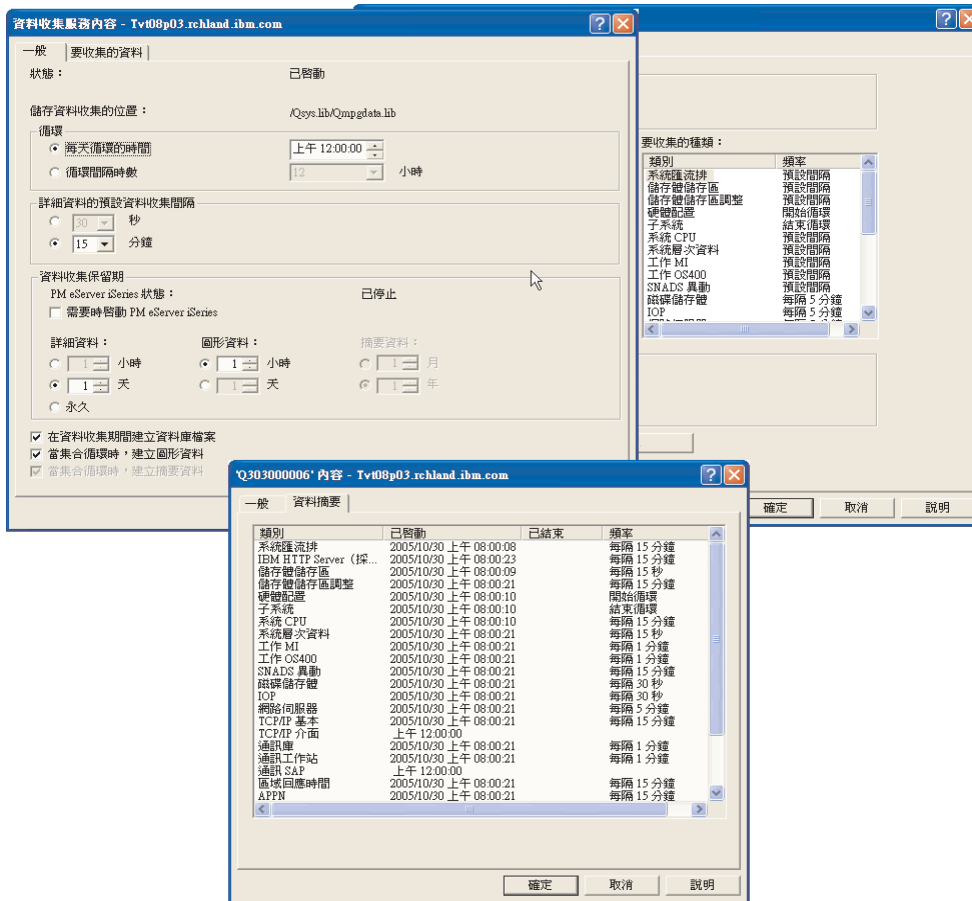 資料收集服務內容 - Tvt08p03.rchland.ibm.com
一般
要收集的資料
狀態：
已啓動
儲存資料收集的位置：
/Qsys.lib/Qmpgdata.lib
循環
每天循環的時間
上午 12:00:00
循環間隔時數
12
小時
詳細資料的預設資料收集間隔
30
秒
15
分鐘
資料收集保留期
PM eServer iSeries 狀態：
已停止
需要時啓動 PM eServer iSeries
詳細資料：
圖形資料：
摘要資料：
1 小時
1 小時
1 月
1 天
1 天
1 年
永久
在資料收集期間建立資料庫檔案
當集合循環時，建立圖形資料
當集合循環時，建立摘要資料
要收集的種類：
類別 頻率
系統匯流排 預設間隔
儲存體儲存區 預設間隔
儲存體儲存區調整 預設間隔
硬體配置 開始循環
子系統 結束循環
系統 CPU 預設間隔
系統層次資料 預設間隔
工作 MI 預設間隔
工作 OS400 預設間隔
SNADS 異動 預設間隔
磁碟儲存體 每隔 5 分鐘
IOP 每隔 5 分鐘
確定
取消
說明
'Q303000006' 內容 - Tvt08p03.rchland.ibm.com
一般
資料摘要
類別 已啓動 已結束 頻率
系統匯流排 2005/10/30 上午 08:00:08 每隔 15 分鐘
IBM HTTP Server（採... 2005/10/30 上午 08:00:23 每隔 15 分鐘
儲存體儲存區 2005/10/30 上午 08:00:09 每隔 15 秒
儲存體儲存區調整 2005/10/30 上午 08:00:21 每隔 15 分鐘
硬體配置 2005/10/30 上午 08:00:10 開始循環
子系統 2005/10/30 上午 08:00:10 結束循環
系統 CPU 2005/10/30 上午 08:00:10 每隔 15 分鐘
系統層次資料 2005/10/30 上午 08:00:21 每隔 15 秒
工作 MI 2005/10/30 上午 08:00:21 每隔 1 分鐘
工作 OS400 2005/10/30 上午 08:00:21 每隔 1 分鐘
SNADS 異動 2005/10/30 上午 08:00:21 每隔 15 分鐘
磁碟儲存體 2005/10/30 上午 08:00:21 每隔 30 秒
IOP 2005/10/30 上午 08:00:21 每隔 30 秒
網路伺服器 2005/10/30 上午 08:00:21 每隔 5 分鐘
TCP/IP 基本 2005/10/30 上午 08:00:21 每隔 15 分鐘
TCP/IP 介面 上午 12:00:00
通訊庫 2005/10/30 上午 08:00:21 每隔 1 分鐘
通訊工作站 2005/10/30 上午 08:00:21 每隔 1 分鐘
通訊 SAP 上午 12:00:00
區域回應時間 2005/10/30 上午 08:00:21 每隔 15 分鐘
APPN 2005/10/30 上午 08:00:21 每隔 15 分鐘
確定
取消
說明